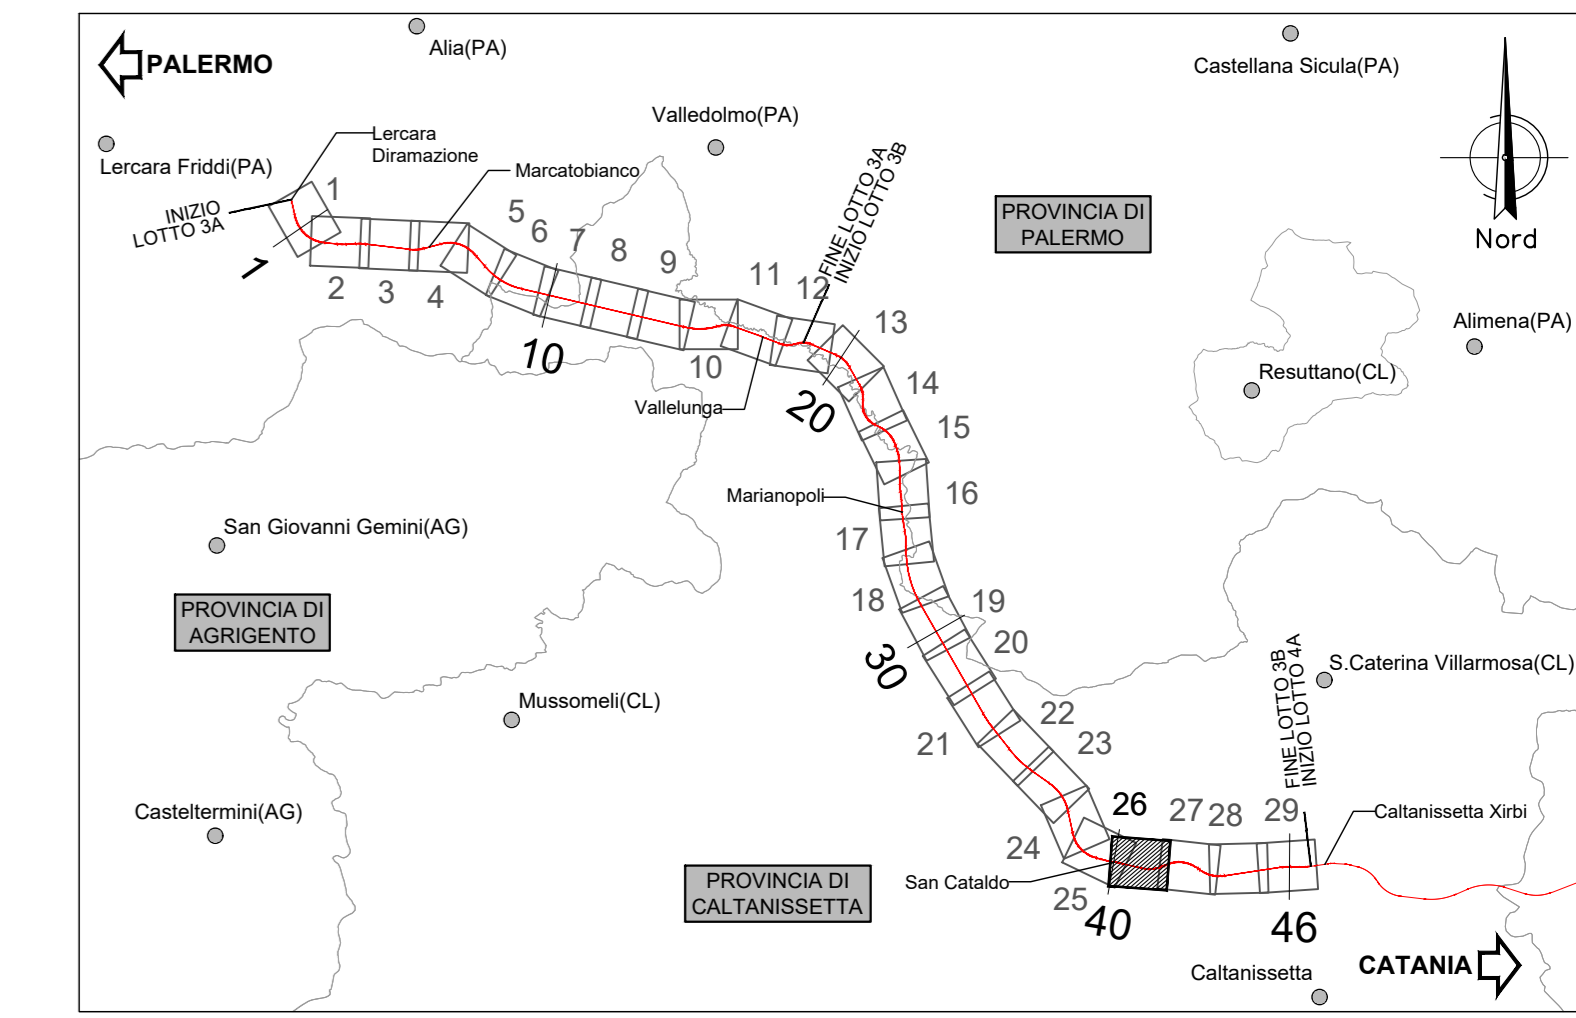 Alia(PA)
Castellana Sicula(PA)
PALERMO
Valledolmo(PA)
Lercara
Diramazione
Lercara Friddi(PA)
Marcatobianco
INIZIO
LOTTO 3A
FINE LOTTO 3A
INIZIO LOTTO 3B
PROVINCIA DI
PALERMO
Nord
1
1
2
3
4
5
6
7
8
9
10
10
11
12
13
20
Vallelunga
Alimena(PA)
Resuttano(CL)
14
15
Marianopoli
16
17
San Giovanni Gemini(AG)
PROVINCIA DI
AGRIGENTO
18
19
20
30
Mussomeli(CL)
S.Caterina Villarmosa(CL)
FINE LOTTO 3B
INIZIO LOTTO 4A
21
22
23
Casteltermini(AG)
24
25
26
27
28
29
Caltanissetta Xirbi
San Cataldo
PROVINCIA DI
CALTANISSETTA
40
46
Caltanissetta
CATANIA